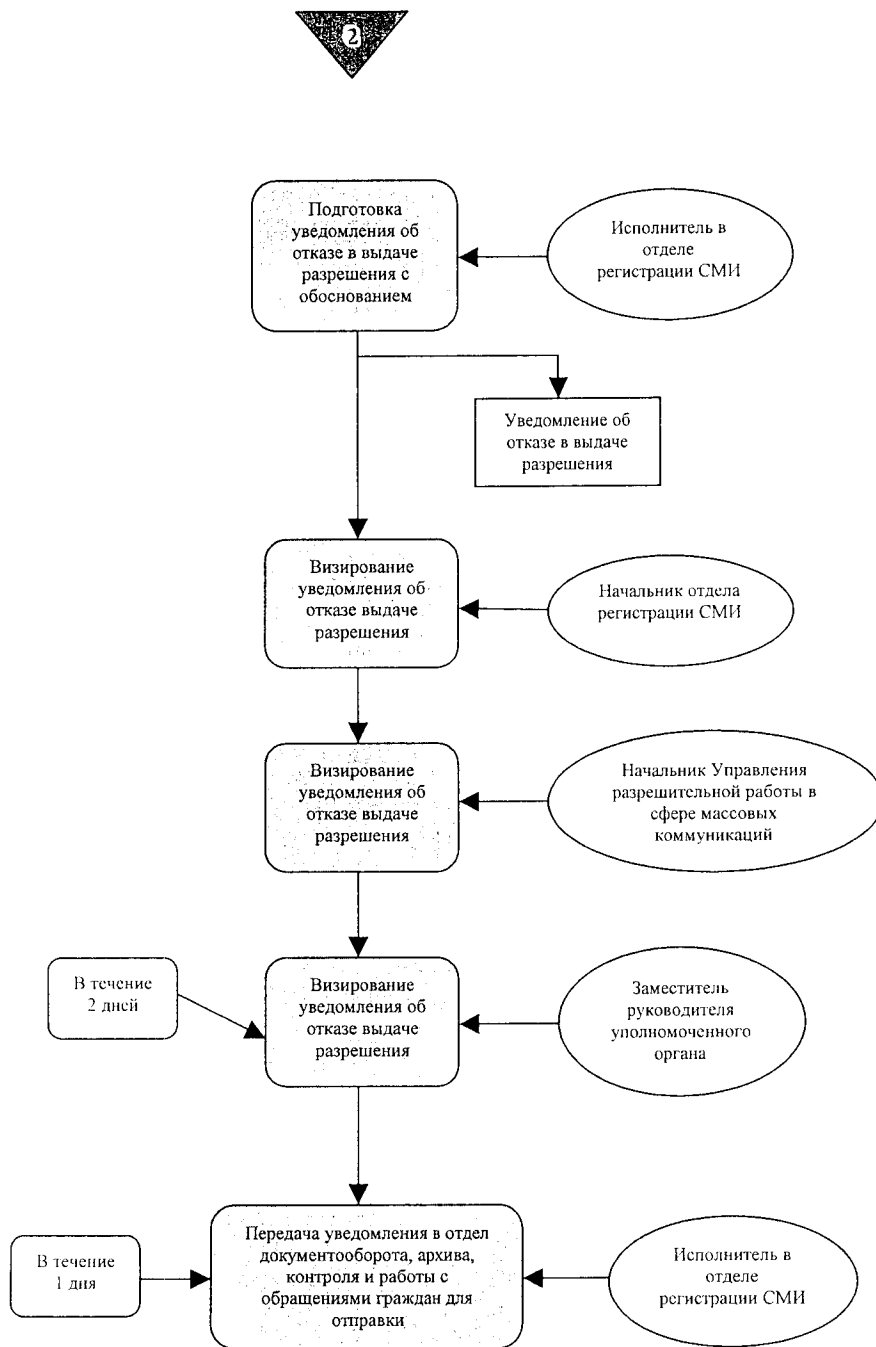 2
Подготовка
уведомления об
отказе в выдаче
разрешения с
обоснованием
Исполнитель в
отделе
регистрации СМИ
Уведомление об
отказе в выдаче
разрешения
Визирование
уведомления об
отказе выдаче
разрешения
Начальник отдела
регистрации СМИ
Визирование
уведомления об
отказе выдаче
разрешения
Начальник Управления
разрешительной работы в
сфере массовых
коммуникаций
В течение
2 дней
Визирование
уведомления об
отказе выдаче
разрешения
Заместитель
руководителя
уполномоченного
органа
В течение
1 дня
Передача уведомления в отдел
документооборота, архива,
контроля и работы с
обращениями граждан для
отправки
Исполнитель в
отделе
регистрации СМИ